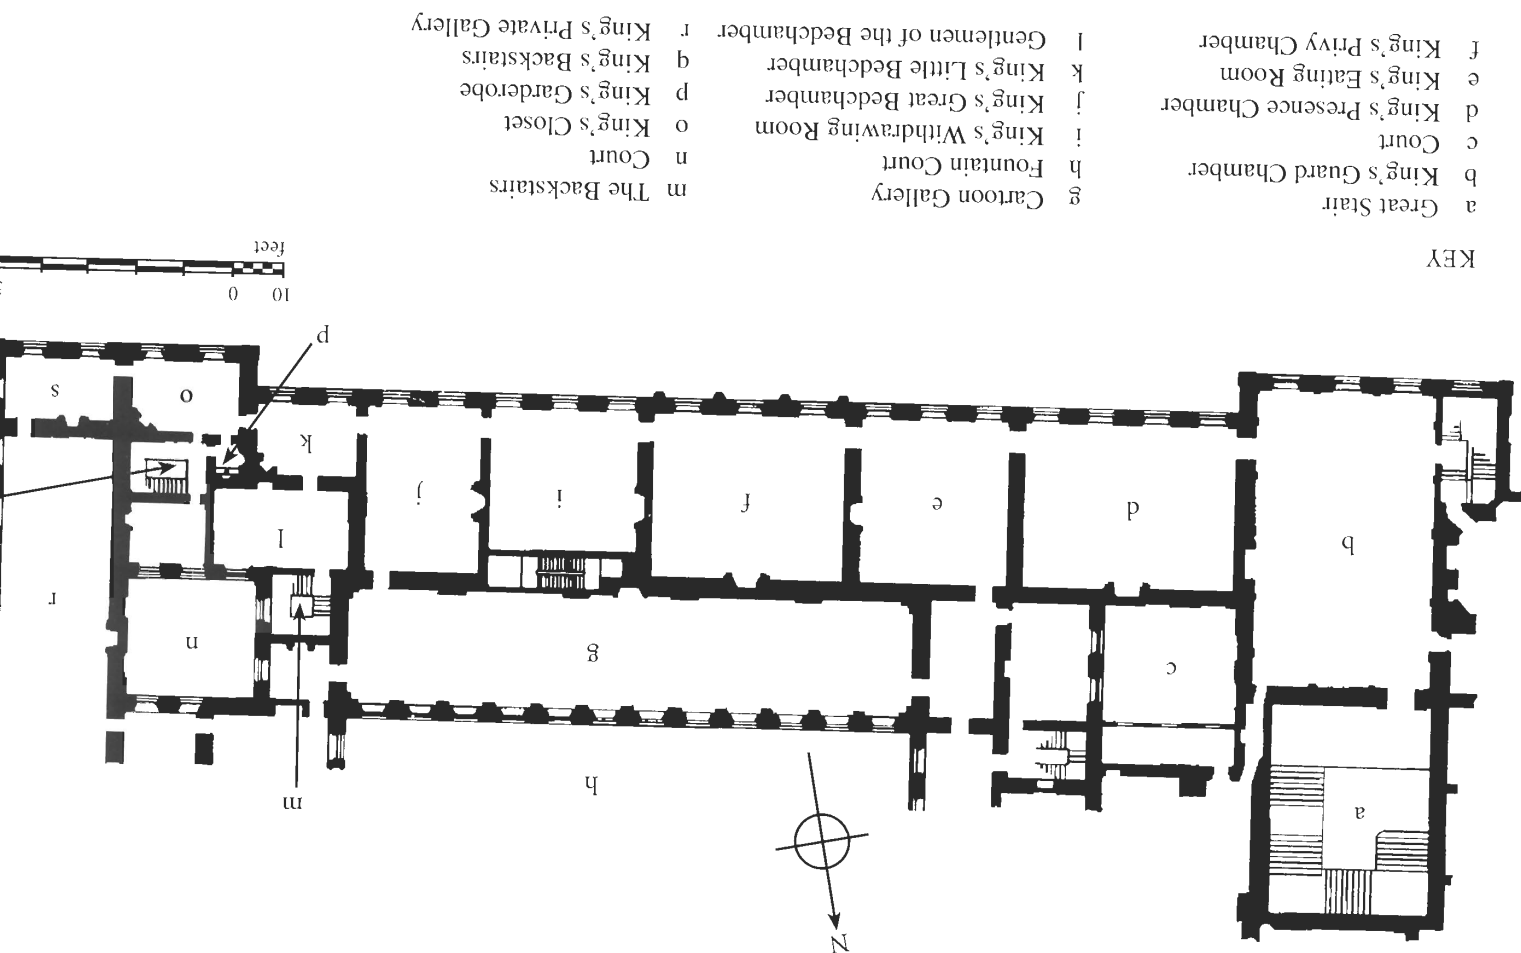 N
a
h
m
c
g
n
r
b
l
d
e
f
i
j
k
o
s
p
10 0
feet
KEY
a Great Stair
b King's Guard Chamber
c Court
d King's Presence Chamber
e King's Eating Room
f King's Privy Chamber
g Cartoon Gallery
h Fountain Court
i King's Withdrawing Room
j King's Great Bedchamber
k King's Little Bedchamber
l Gentlemen of the Bedchamber
m The Backstairs
n Court
o King's Closet
p King's Garderobe
q King's Backstairs
r King's Private Gallery